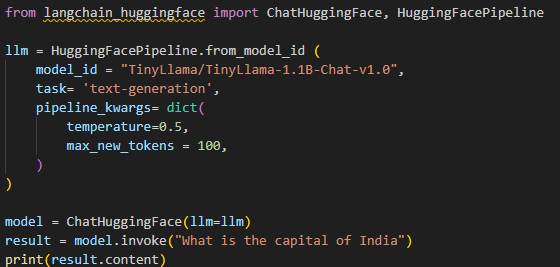 from langchain_huggingface import ChatHuggingFace, HuggingFacePipeline
llm = HuggingFacePipeline.from_model_id (
model_id = "TinyLlama/TinyLlama-1.1B-Chat-v1.0",
task= 'text-generation',
pipeline_kwargs= dict(
temperature=0.5,
max_new_tokens = 100,
)
)
model = ChatHuggingFace(llm=llm)
result = model.invoke("What is the capital of India")
print(result.content)